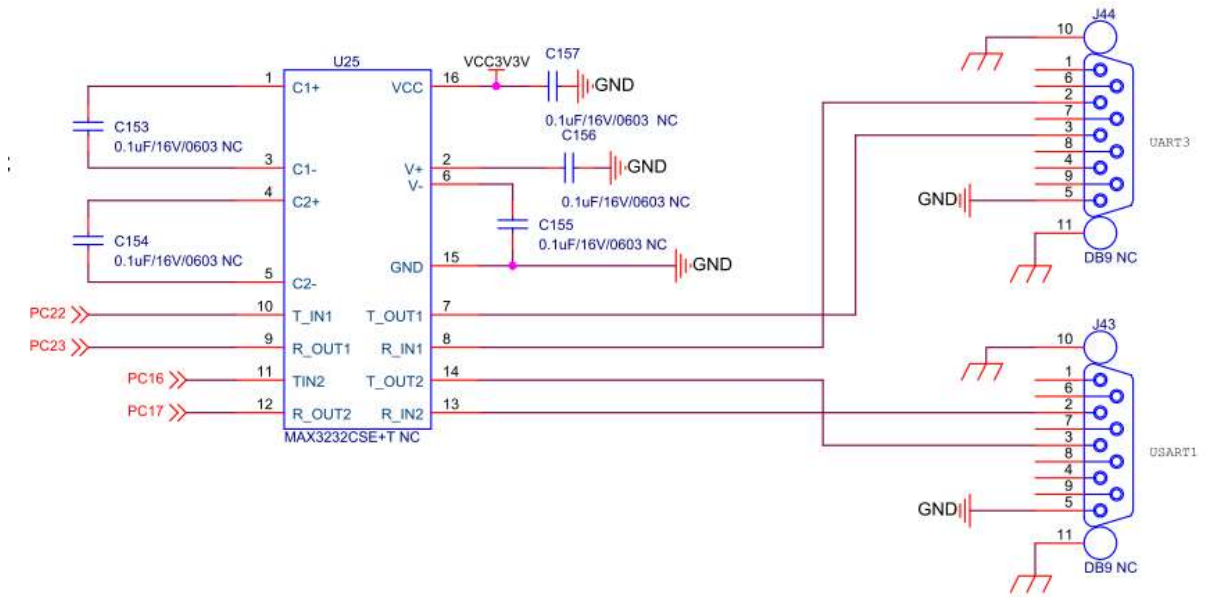 U25
1 C1+
C153
0.1uF/16V/0603 NC
3 C1-
4 C2+
C154
0.1uF/16V/0603 NC
5 C2-
PC22 10 T_IN1
PC23 9 R_OUT1
PC16 11 TIN2
PC17 12 R_OUT2
VCC 16
VCC3V3V
C157
GND
0.1uF/16V/0603 NC
C156
V+ 2
GND
V- 6
0.1uF/16V/0603 NC
C155
0.1uF/16V/0603 NC
GND 15
GND
T_OUT1 7
R_IN1 8
T_OUT2 14
R_IN2 13
MAX3232CSE+T NC
J44
10
1
6
2
7
3
8
4
9
GND 5
UART3
11
DB9 NC
J43
10
1
6
2
7
3
8
4
9
GND 5
USART1
11
DB9 NC